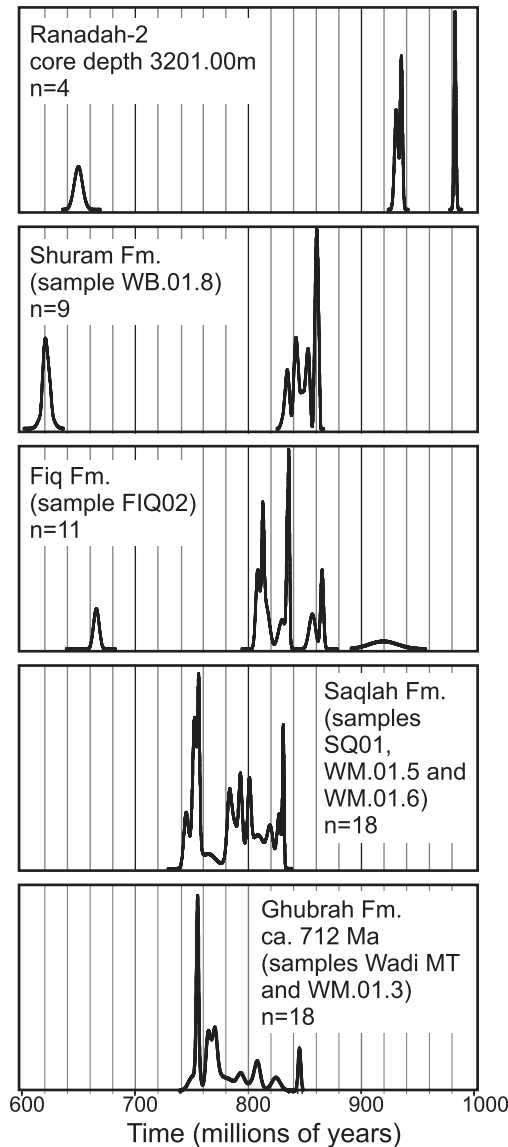 Ranadah-2
core depth 3201.00m
n=4
Shuram Fm.
(sample WB.01.8)
n=9
Fiq Fm.
(sample FIQ02)
n=11
Saqlah Fm.
(samples
SQ01,
WM.01.5 and
WM.01.6)
n=18
Ghubrah Fm.
ca. 712 Ma
(samples Wadi MT
and WM.01.3)
n=18
600 700 800 900 1000
Time (millions of years)